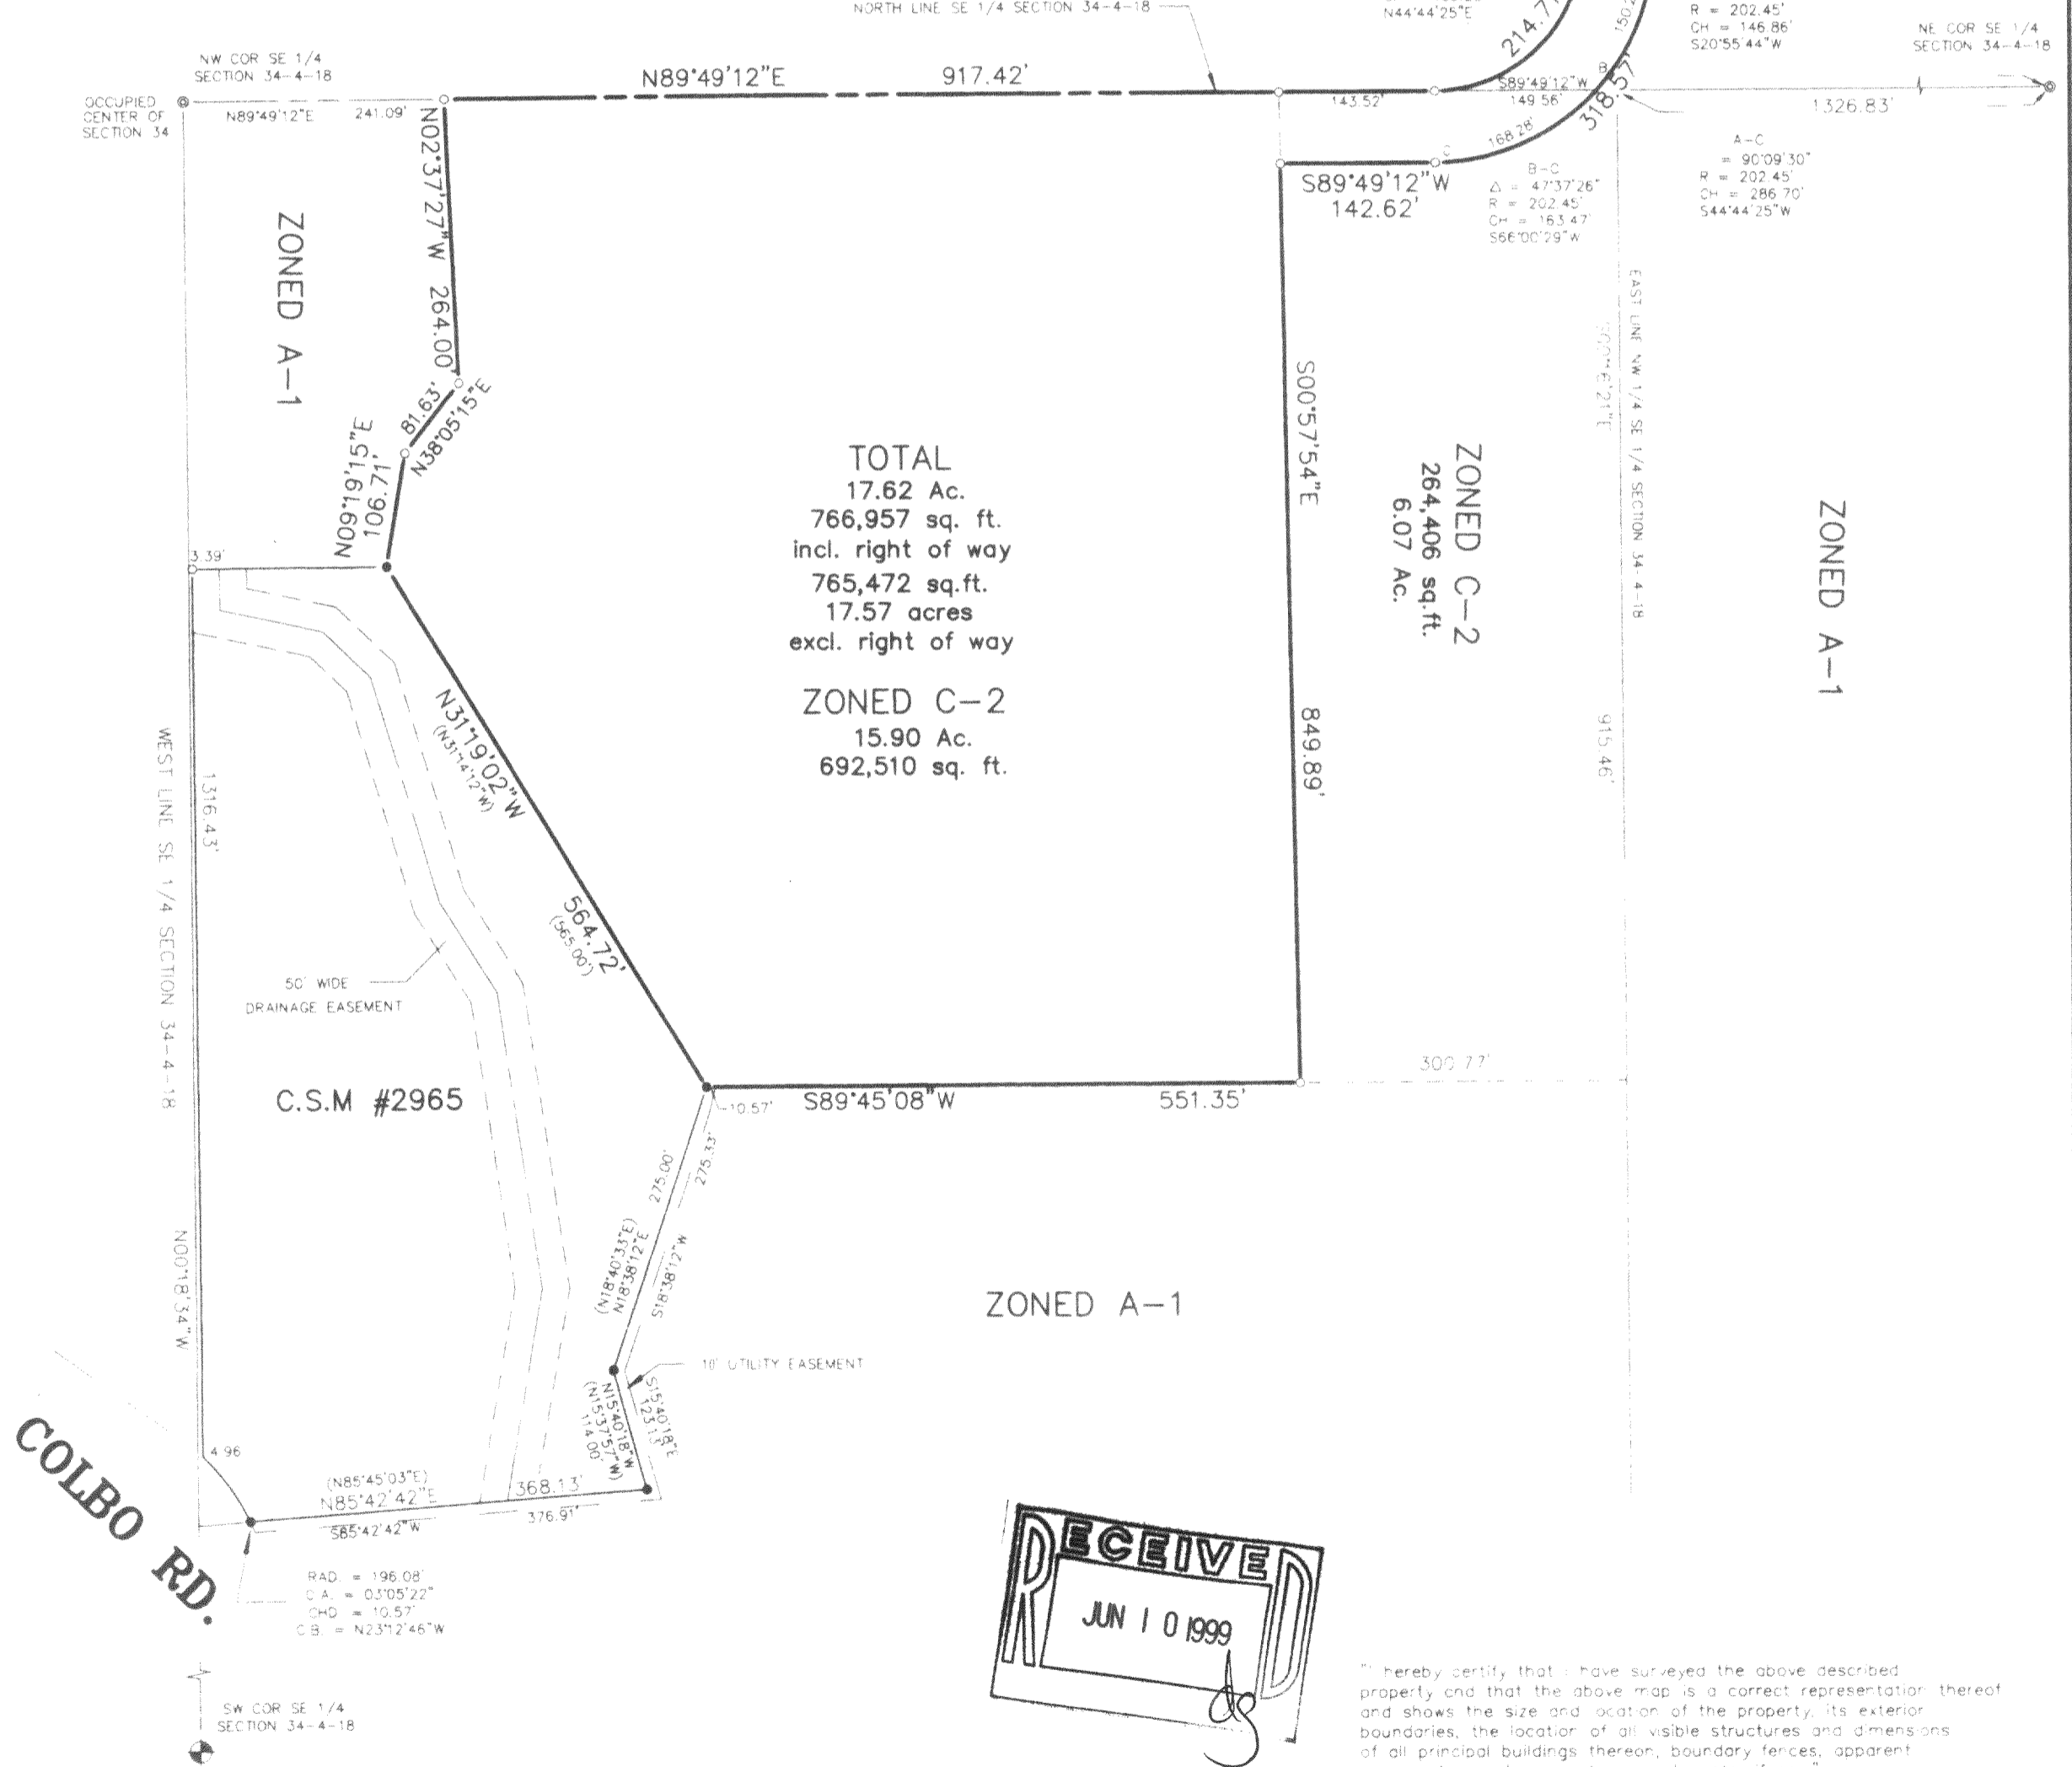 NORTH LINE SE 1/4 SECTION 34-4-18
N44°44'25"E
214.7
R = 202.45'
CH = 146.86'
S20°55'44"W
NE COR SE 1/4
SECTION 34-4-18
NW COR SE 1/4
SECTION 34-4-18
OCCUPIED
CENTER OF
SECTION 34
N89°49'12"E 241.09'
N89°49'12"E 917.42'
143.52'
S89°49'12"W
149.56'
B
318.57'
1326.83'
168.28'
C
S89°49'12"W
142.62'
B-C
Δ = 47°37'26"
R = 202.45'
CH = 163.47'
S66°00'29"W
A-C
= 90°09'30"
R = 202.45'
CH = 286.70'
S44°44'25"W
N02°37'27"W 264.00'
ZONED A-1
81.63'
N38°05'15"E
N09°19'15"E
106.71'
3.39'
TOTAL
17.62 Ac.
766,957 sq. ft.
incl. right of way
765,472 sq.ft.
17.57 acres
excl. right of way
ZONED C-2
15.90 Ac.
692,510 sq. ft.
S00°57'54"E
849.89'
ZONED C-2
264,406 sq.ft.
6.07 Ac.
EAST LINE NW 1/4 SE 1/4 SECTION 34-4-18
915.46'
ZONED A-1
N31°19'02"W
(N31°14'12"W)
564.72'
(565.00')
WEST LINE SE 1/4 SECTION 34-4-18
1316.43'
N00°18'34"W
50' WIDE
DRAINAGE EASEMENT
C.S.M #2965
10.57'
S89°45'08"W 551.35'
300.77'
275.00'
275.33'
(N18°40'33"E)
N18°38'12"E
S18°38'12"W
ZONED A-1
10' UTILITY EASEMENT
N15°40'18"W
(N15°37'57"W)
114.00'
S15°40'18"E
123.13'
4.96
(N85°45'03"E)
N85°42'42"E
368.13'
S85°42'42"W
376.91'
COLBO RD.
RAD. = 196.08'
C.A. = 03°05'22"
CHD = 10.57'
C.B. = N23°12'46"W
SW COR SE 1/4
SECTION 34-4-18
RECEIVED
JUN 10 1999
hereby certify that I have surveyed the above described
property and that the above map is a correct representation thereof
and shows the size and location of the property, its exterior
boundaries, the location of all visible structures and dimensions
of all principal buildings thereon, boundary fences, apparent